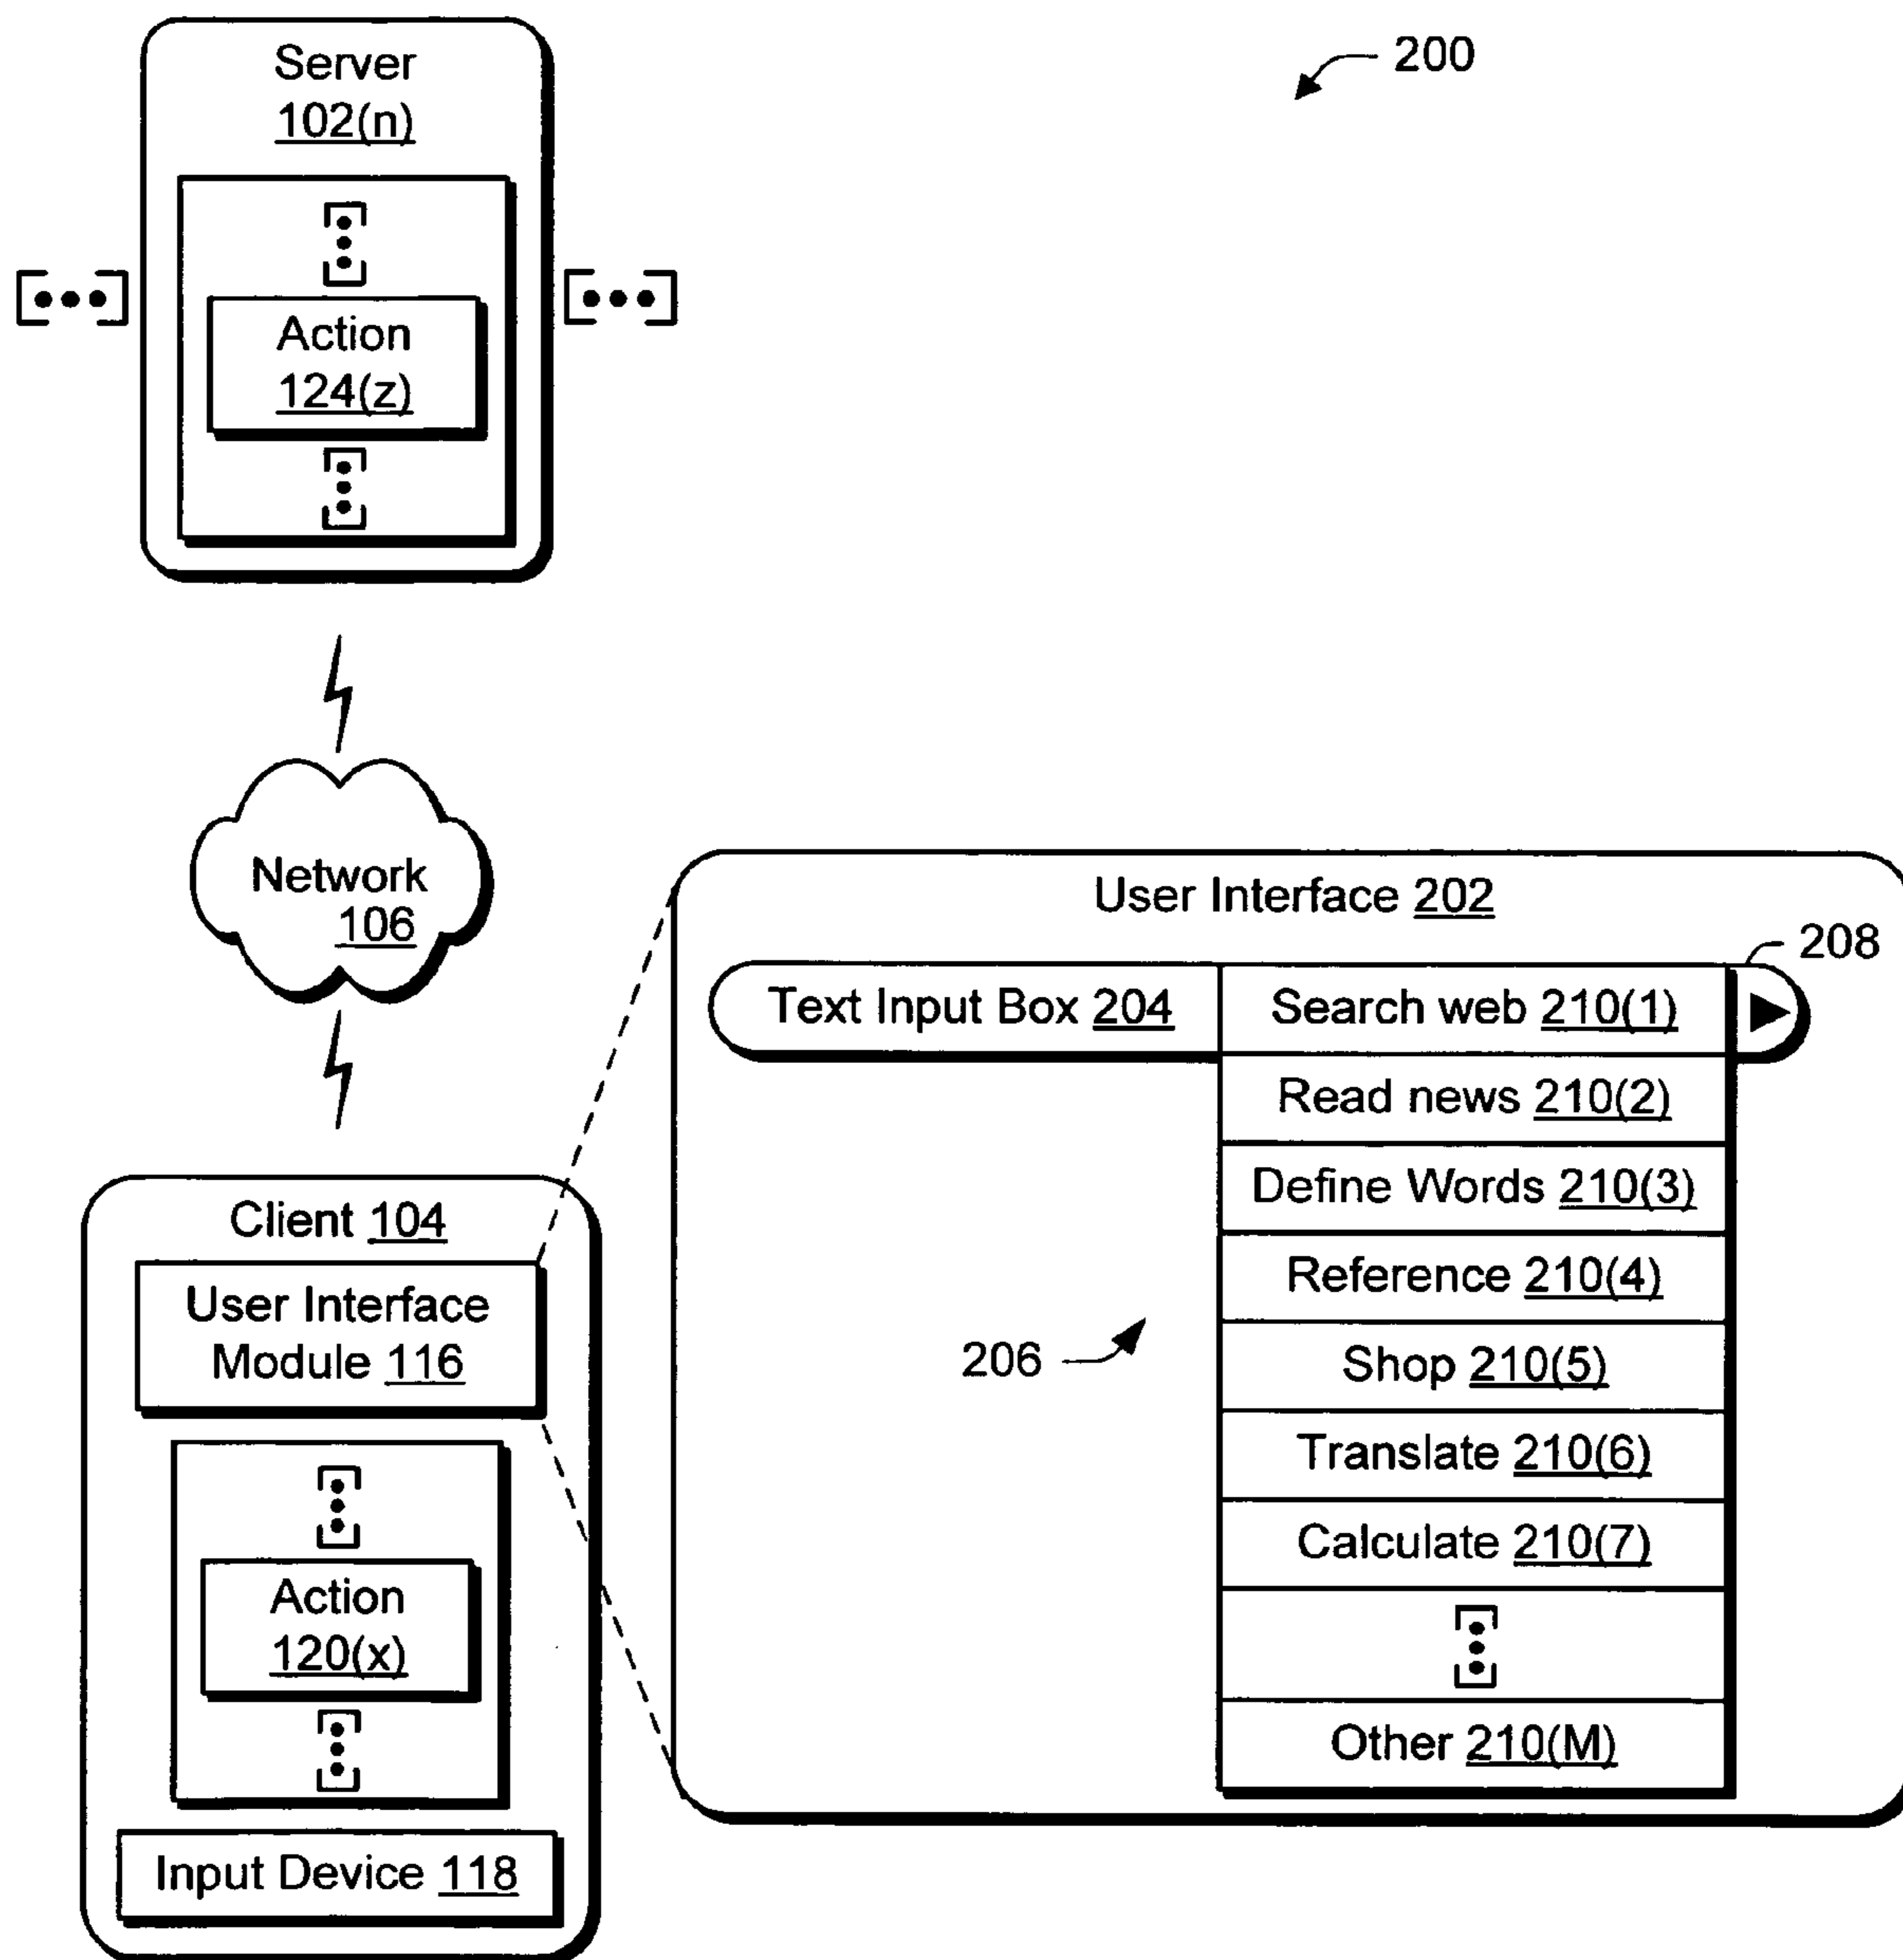 Server
102(n)
200
Action
124(z)
Network
106
User Interface 202
208
Text Input Box 204
Search web 210(1)
Read news 210(2)
Define Words 210(3)
Reference 210(4)
206
Shop 210(5)
Translate 210(6)
Calculate 210(7)
Other 210(M)
Client 104
User Interface
Module 116
Action
120(x)
Input Device 118